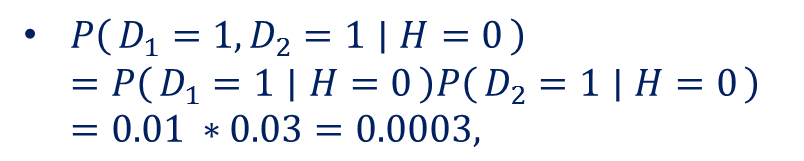 • P( D₁ = 1, D₂ = 1 | H = 0 )
= P( D₁ = 1 | H = 0 )P( D₂ = 1 | H = 0 )
= 0.01 ∗ 0.03 = 0.0003,